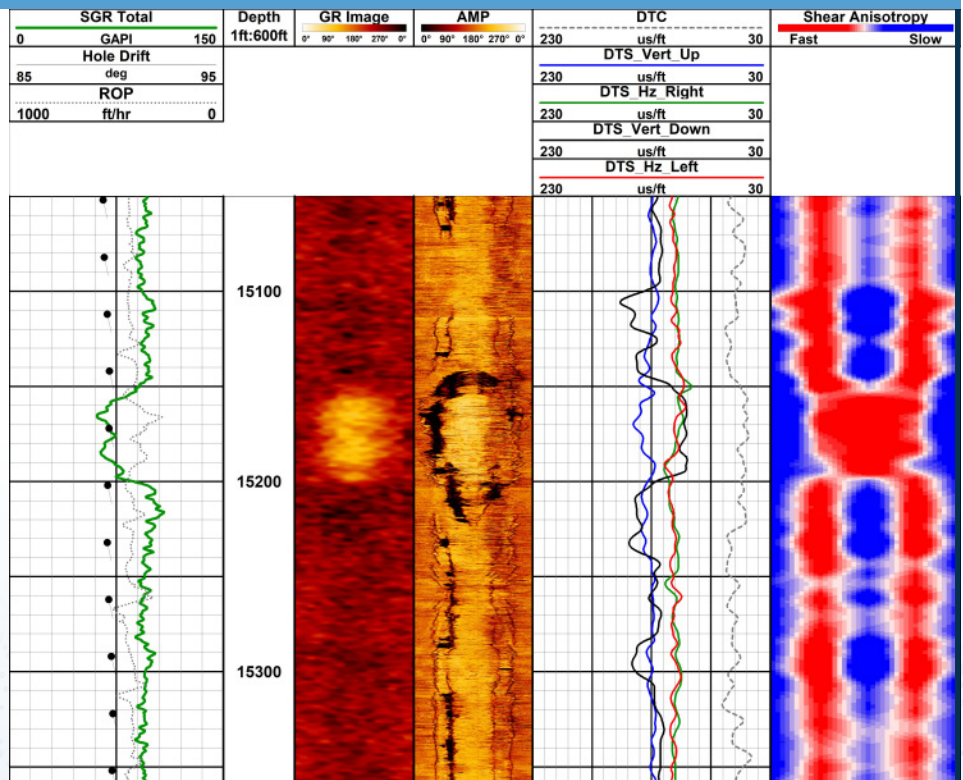 SGR Total
0 GAPI 150
Hole Drift
85 deg 95
ROP
1000 ft/hr 0
Depth
1ft:600ft
GR Image
0° 90° 180° 270° 0°
AMP
0° 90° 180° 270° 0°
DTC
230 us/ft 30
DTS_Vert_Up
230 us/ft 30
DTS_Hz_Right
230 us/ft 30
DTS_Vert_Down
230 us/ft 30
DTS_Hz_Left
230 us/ft 30
Shear Anisotropy
Fast Slow
15100
15200
15300